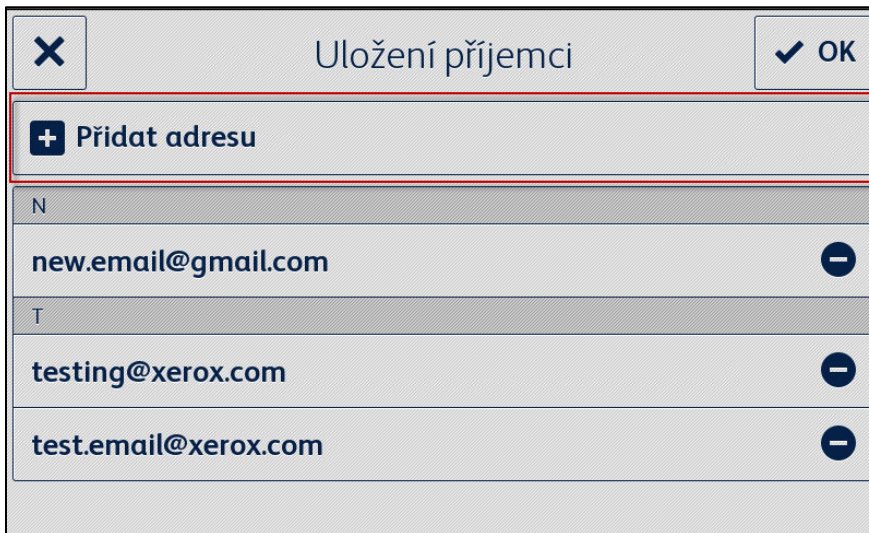 Uložení příjemci
OK
Přidat adresu
N
new.email@gmail.com
T
testing@xerox.com
test.email@xerox.com